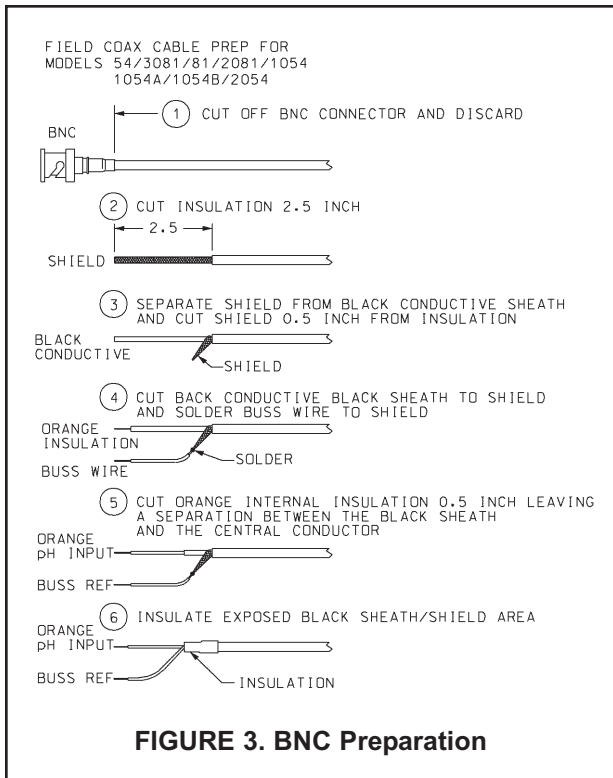 FIELD COAX CABLE PREP FOR
MODELS 54/3081/81/2081/1054
1054A/1054B/2054
1 CUT OFF BNC CONNECTOR AND DISCARD
BNC
2 CUT INSULATION 2.5 INCH
2.5
SHIELD
3 SEPARATE SHIELD FROM BLACK CONDUCTIVE SHEATH
AND CUT SHIELD 0.5 INCH FROM INSULATION
BLACK
CONDUCTIVE
SHIELD
4 CUT BACK CONDUCTIVE BLACK SHEATH TO SHIELD
AND SOLDER BUSS WIRE TO SHIELD
ORANGE
INSULATION
SOLDER
BUSS WIRE
5 CUT ORANGE INTERNAL INSULATION 0.5 INCH LEAVING
A SEPARATION BETWEEN THE BLACK SHEATH
AND THE CENTRAL CONDUCTOR
ORANGE
pH INPUT
BUSS REF
6 INSULATE EXPOSED BLACK SHEATH/SHIELD AREA
ORANGE
pH INPUT
BUSS REF
INSULATION
FIGURE 3. BNC Preparation